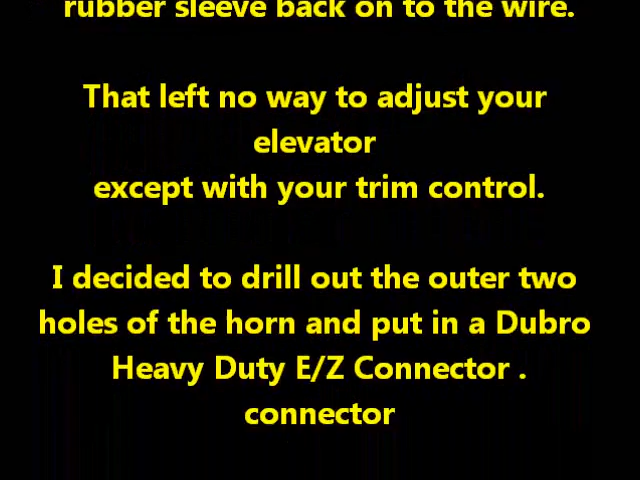 rubber sleeve back on to the wire.
That left no way to adjust your
elevator
except with your trim control.
I decided to drill out the outer two
holes of the horn and put in a Dubro
Heavy Duty E/Z Connector .
connector